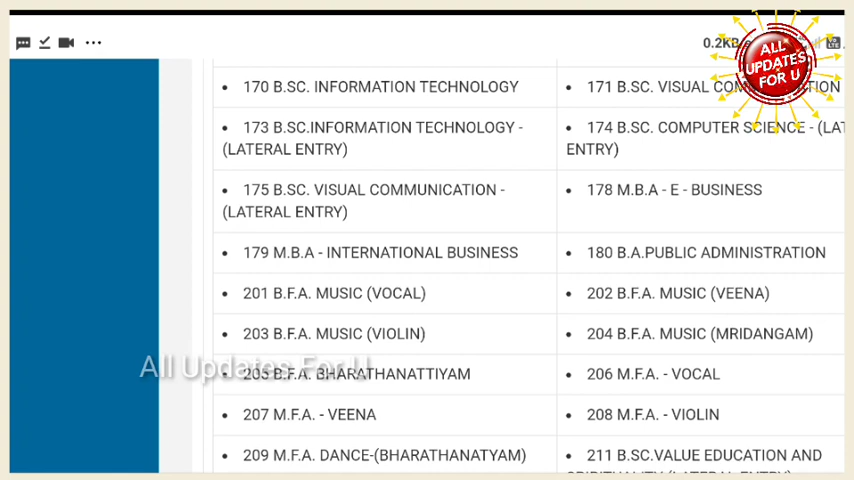 0.2KB
ALL
UPDATES
FOR U
170 B.SC. INFORMATION TECHNOLOGY
171 B.SC. VISUAL
173 B.SC.INFORMATION TECHNOLOGY -
(LATERAL ENTRY)
174 B.SC. COMPUTER SCIENCE - (LAT
ENTRY)
175 B.SC. VISUAL COMMUNICATION -
(LATERAL ENTRY)
178 M.B.A - E - BUSINESS
179 M.B.A - INTERNATIONAL BUSINESS
180 B.A.PUBLIC ADMINISTRATION
201 B.F.A. MUSIC (VOCAL)
202 B.F.A. MUSIC (VEENA)
203 B.F.A. MUSIC (VIOLIN)
204 B.F.A. MUSIC (MRIDANGAM)
All Updates For U
205 B.F.A. BHARATHANATTIYAM
206 M.F.A. - VOCAL
207 M.F.A. - VEENA
208 M.F.A. - VIOLIN
209 M.F.A. DANCE-(BHARATHANATYAM)
211 B.SC.VALUE EDUCATION AND